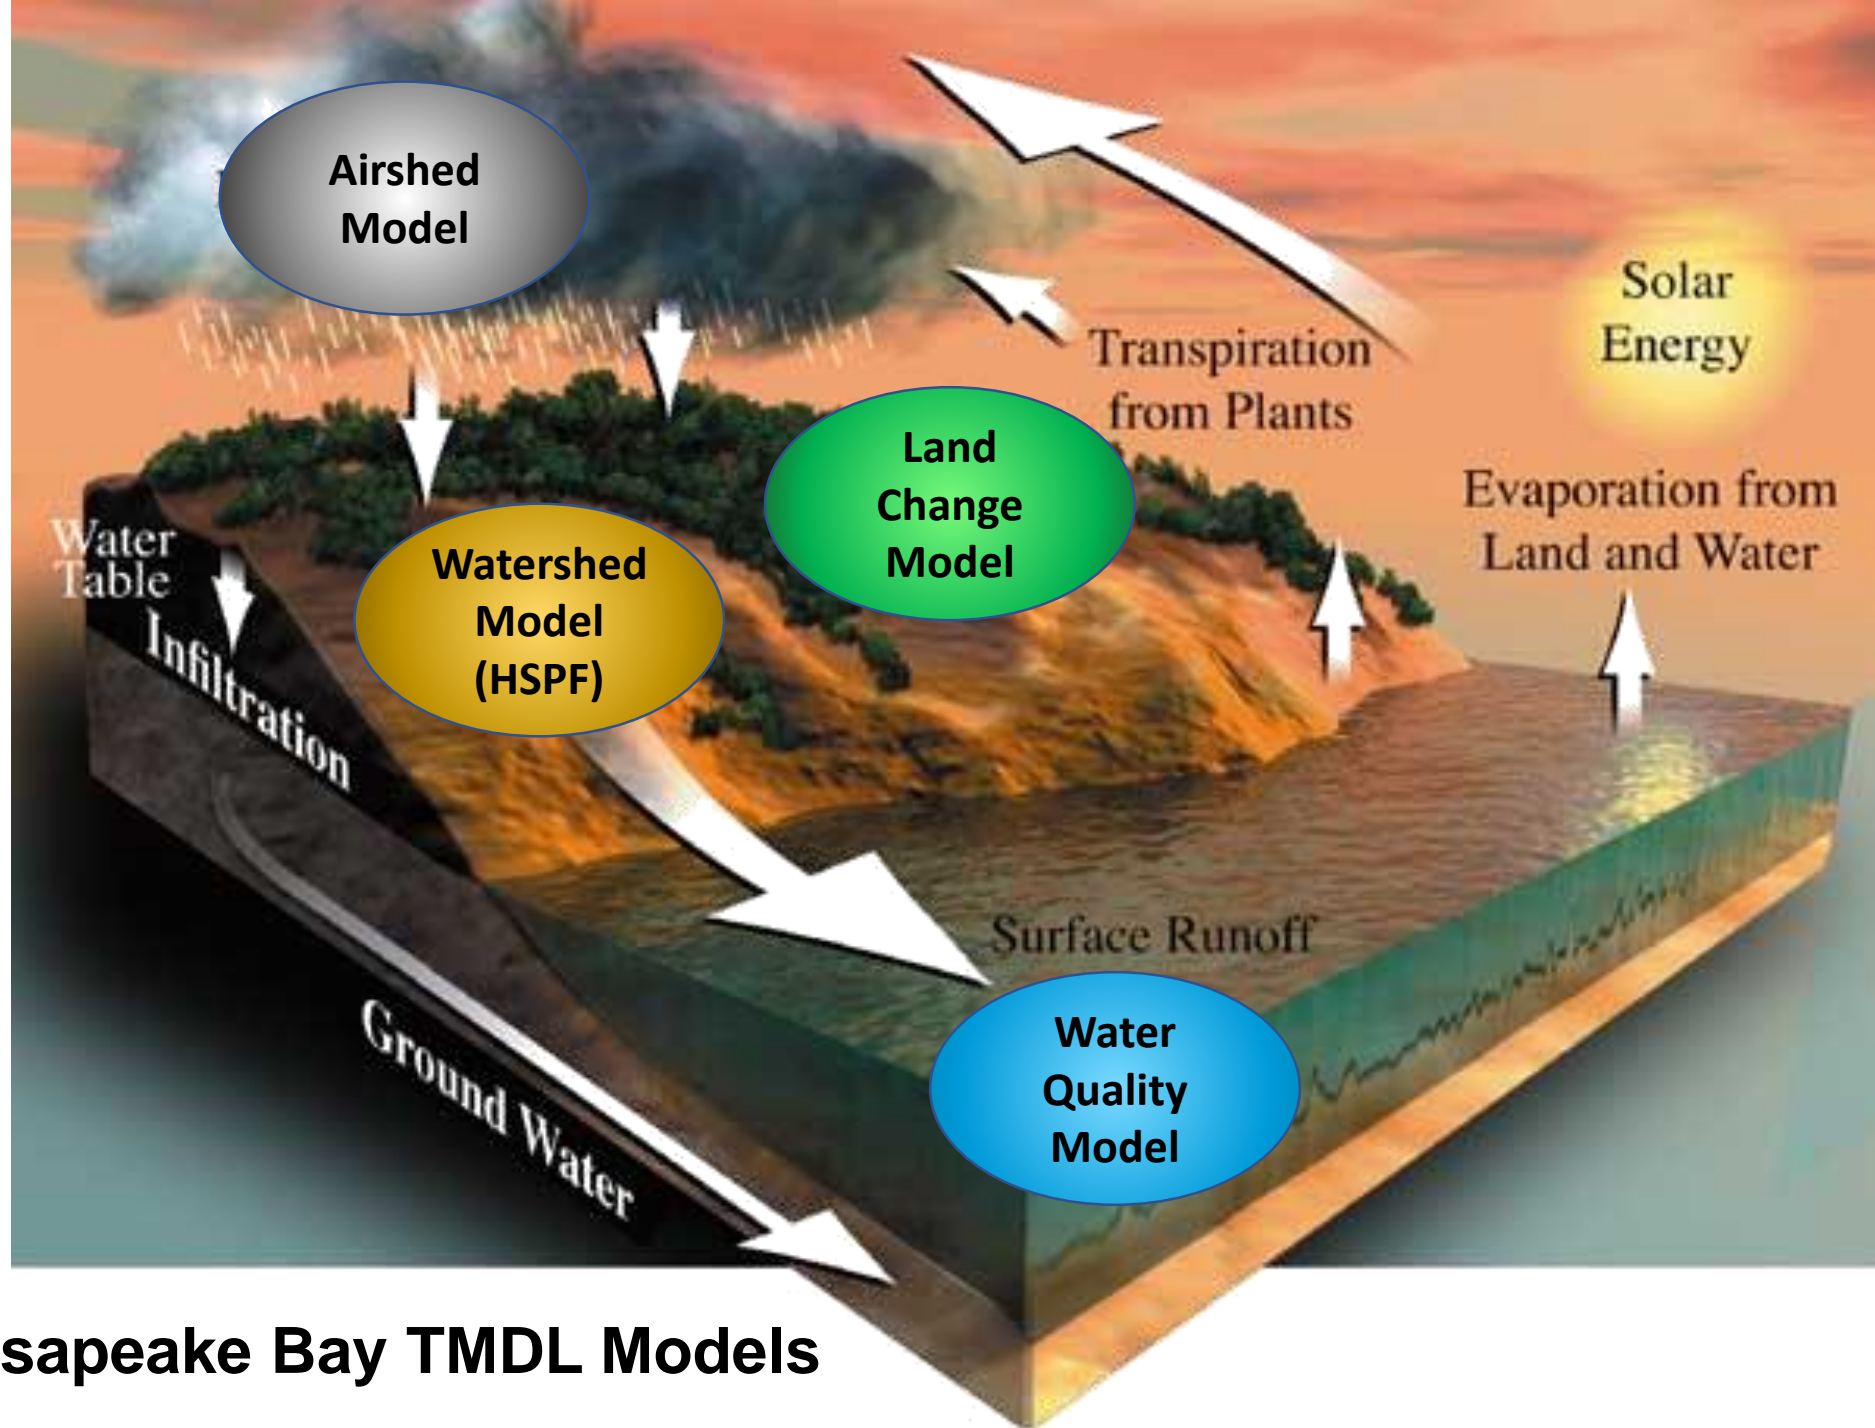 Airshed
Model
Solar
Energy
Transpiration
from Plants
Land
Change
Model
Evaporation from
Land and Water
Water
Table
Infiltration
Watershed
Model
(HSPF)
Surface Runoff
Ground Water
Water
Quality
Model
sapeake Bay TMDL Models